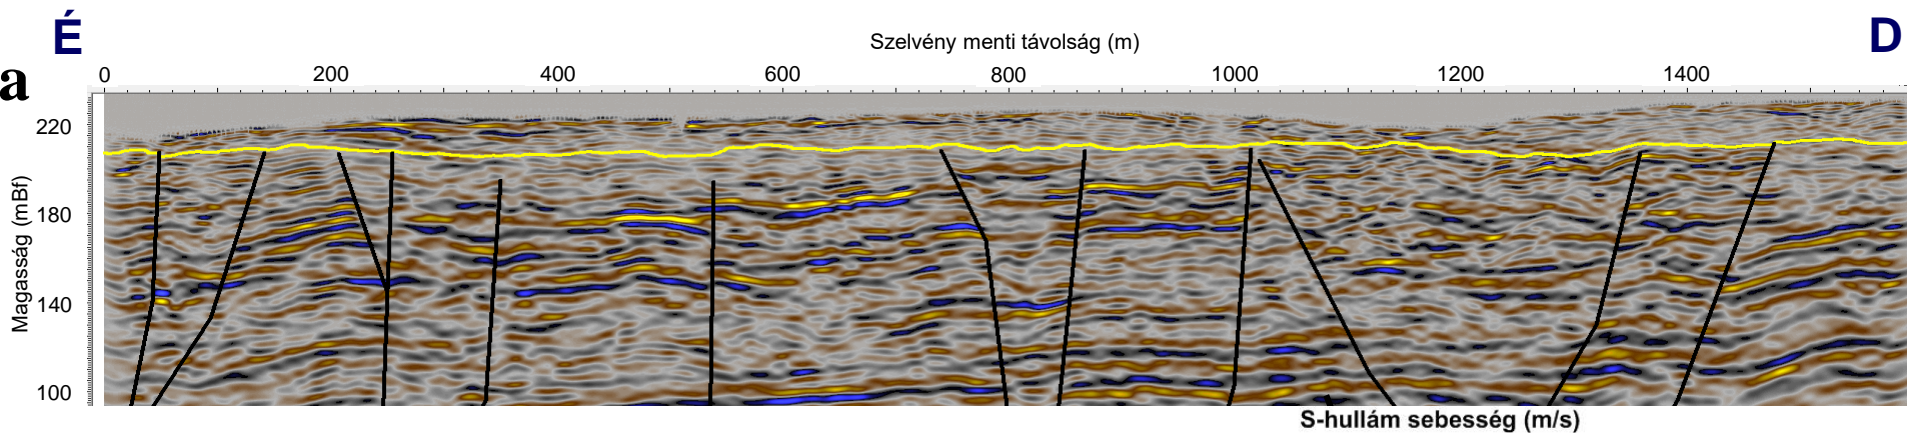 É
D
Szelvény menti távolság (m)
a
0 200 400 600 800 1000 1200 1400
Magasság (mBf)
220
180
140
100
S-hullám sebesség (m/s)